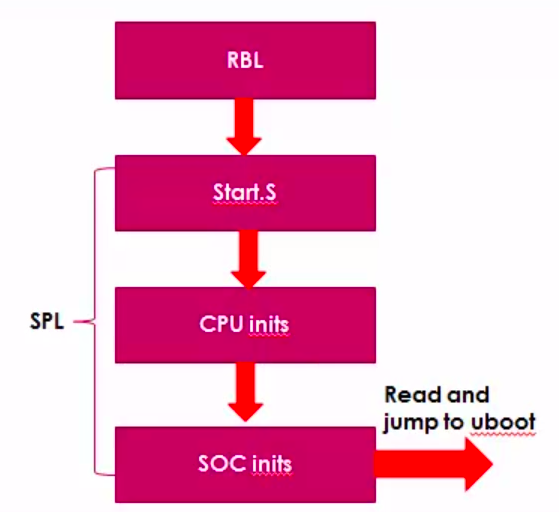 RBL
Start.S
SPL
CPU inits
Read and
jump to uboot
SOC inits